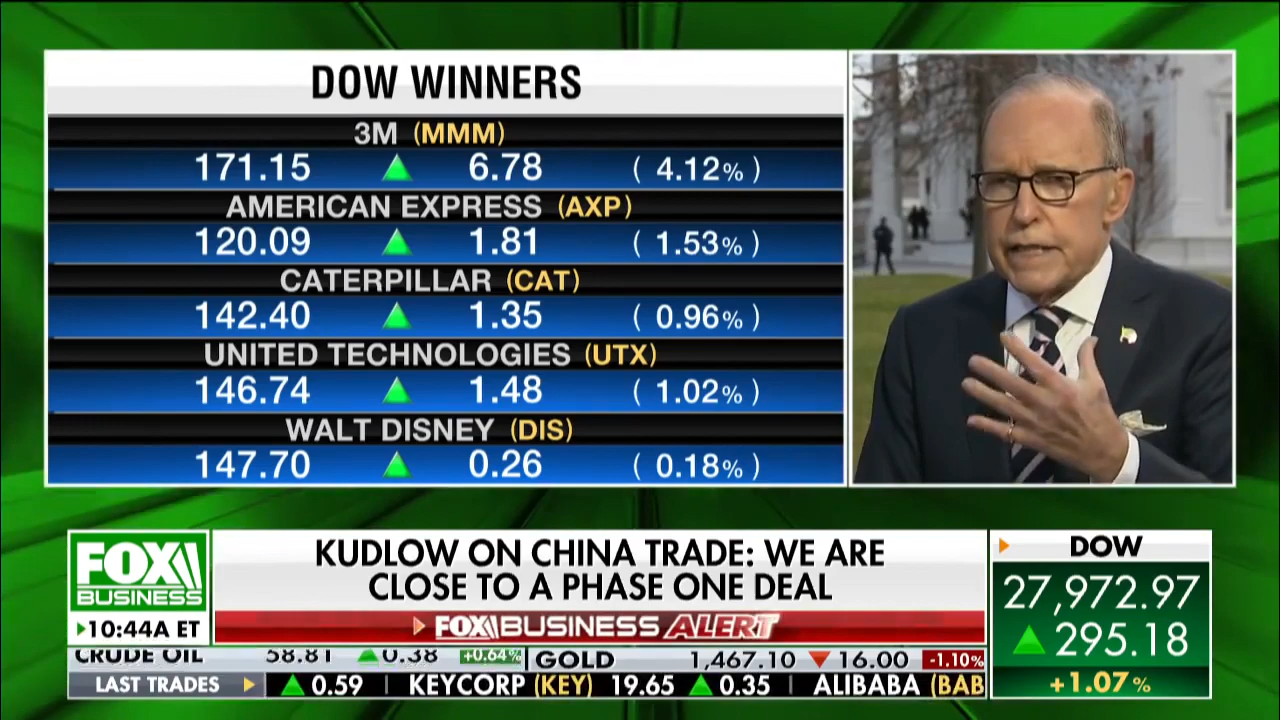 DOW WINNERS
3M (MMM)
171.15 ▲ 6.78 (4.12%)
AMERICAN EXPRESS (AXP)
120.09 ▲ 1.81 (1.53%)
CATERPILLAR (CAT)
142.40 ▲ 1.35 (0.96%)
UNITED TECHNOLOGIES (UTX)
146.74 ▲ 1.48 (1.02%)
WALT DISNEY (DIS)
147.70 ▲ 0.26 (0.18%)
FOX BUSINESS
10:44A ET
KUDLOW ON CHINA TRADE: WE ARE
CLOSE TO A PHASE ONE DEAL
FOX BUSINESS ALERT
DOW
27,972.97
▲ 295.18
+1.07%
CRUDE OIL 58.81 ▲ 0.38 +0.64% GOLD 1,467.10 ▼ 16.00 -1.10%
LAST TRADES ▲ 0.59 | KEYCORP (KEY) 19.65 ▲ 0.35 | ALIBABA (BAB